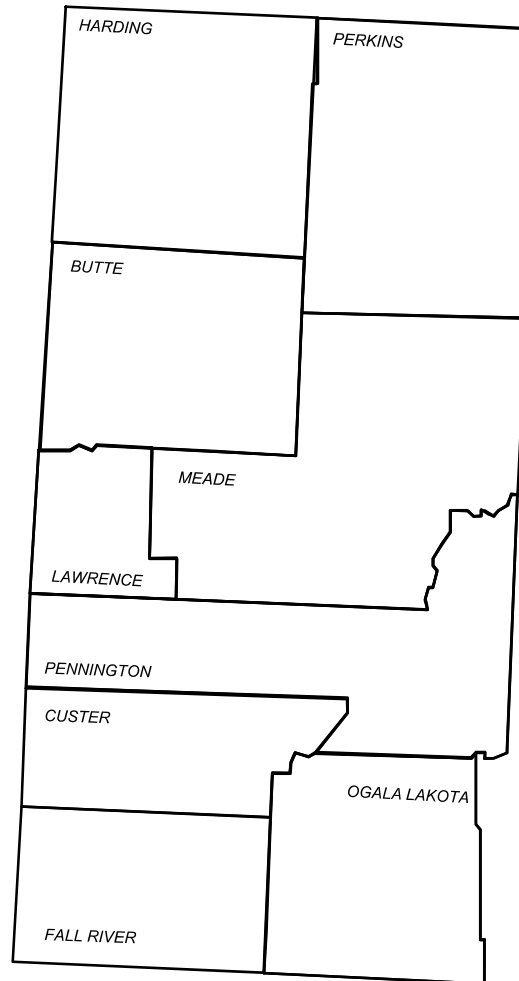 HARDING
PERKINS
BUTTE
MEADE
LAWRENCE
PENNINGTON
CUSTER
OGALA LAKOTA
FALL RIVER